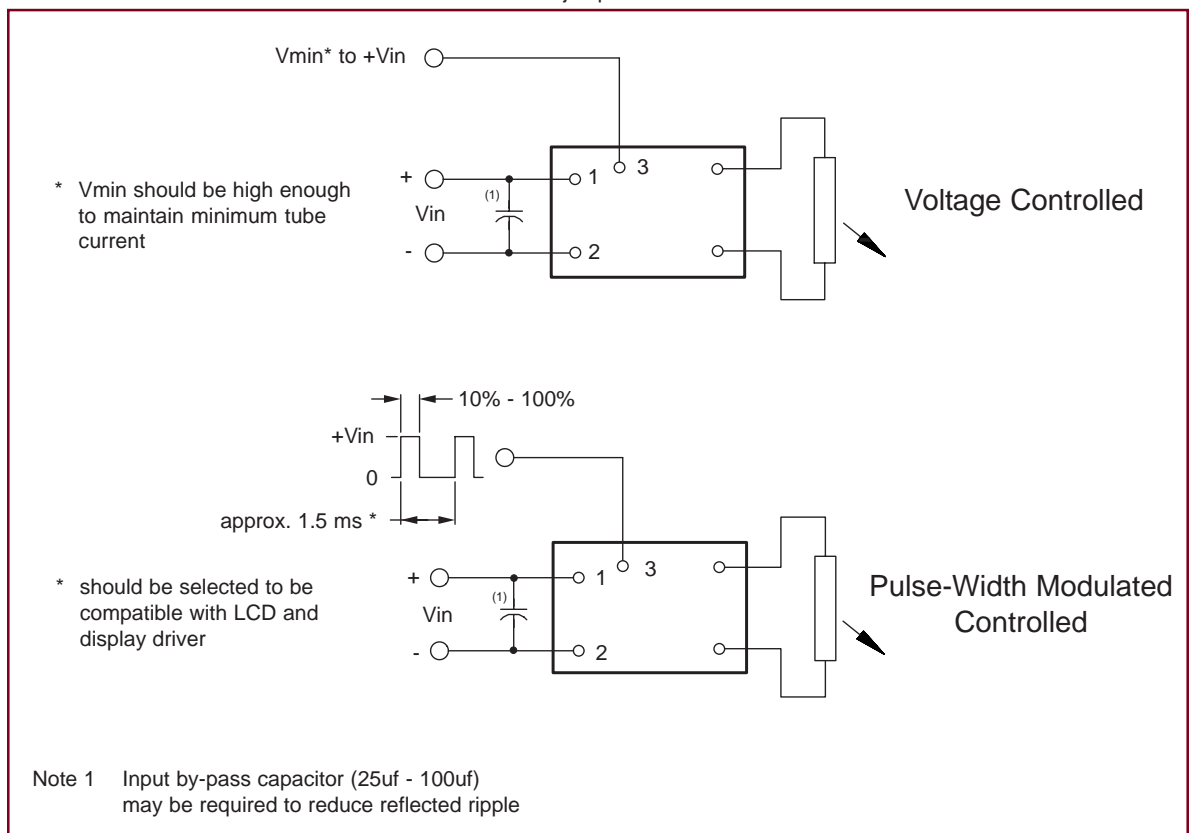 Vmin* to +Vin
3
+
1
* Vmin should be high enough
to maintain minimum tube
current
(1)
Vin
-
2
Voltage Controlled
10% - 100%
+Vin
0
approx. 1.5 ms *
3
+
1
* should be selected to be
compatible with LCD and
display driver
(1)
Vin
-
2
Pulse-Width Modulated
Controlled
Note 1 Input by-pass capacitor (25uf - 100uf)
may be required to reduce reflected ripple